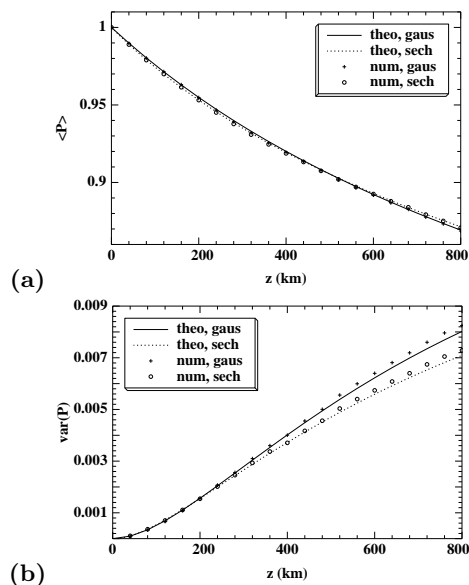 1
0.95
0.9
<P>
theo, gaus
theo, sech
num, gaus
num, sech
0 200 400 600 800
z (km)
(a)
0.009
0.007
0.005
0.003
0.001
var(P)
theo, gaus
theo, sech
num, gaus
num, sech
0 200 400 600 800
z (km)
(b)